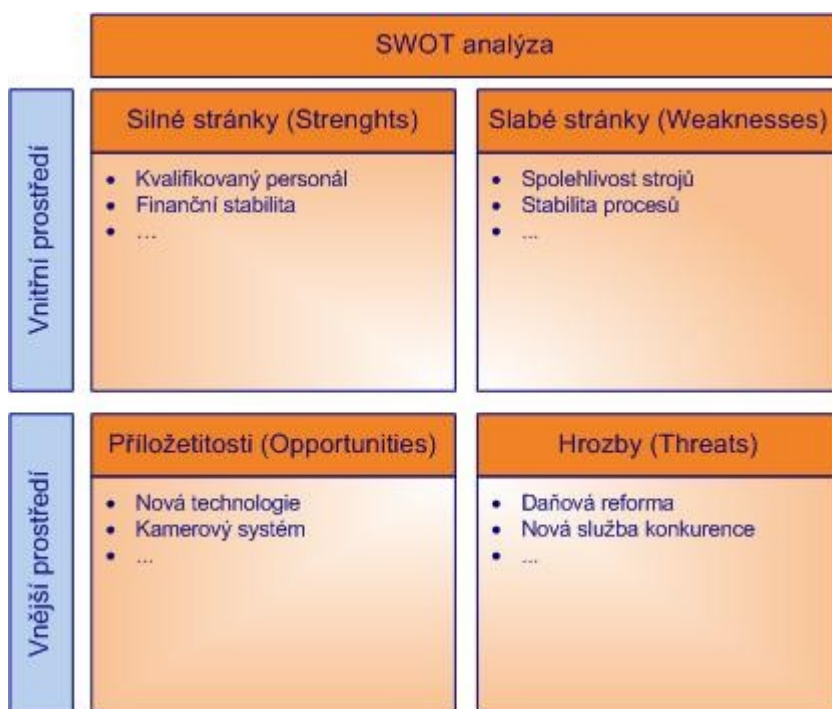 SWOT analýza
Vnitřní prostředí
Silné stránky (Strenghts)
• Kvalifikovaný personál
• Finanční stabilita
• ...
Slabé stránky (Weaknesses)
• Spolehlivost strojů
• Stabilita procesů
• ...
Vnější prostředí
Příložetitosti (Opportunities)
• Nová technologie
• Kamerový systém
• ...
Hrozby (Threats)
• Daňová reforma
• Nová služba konkurence
• ...